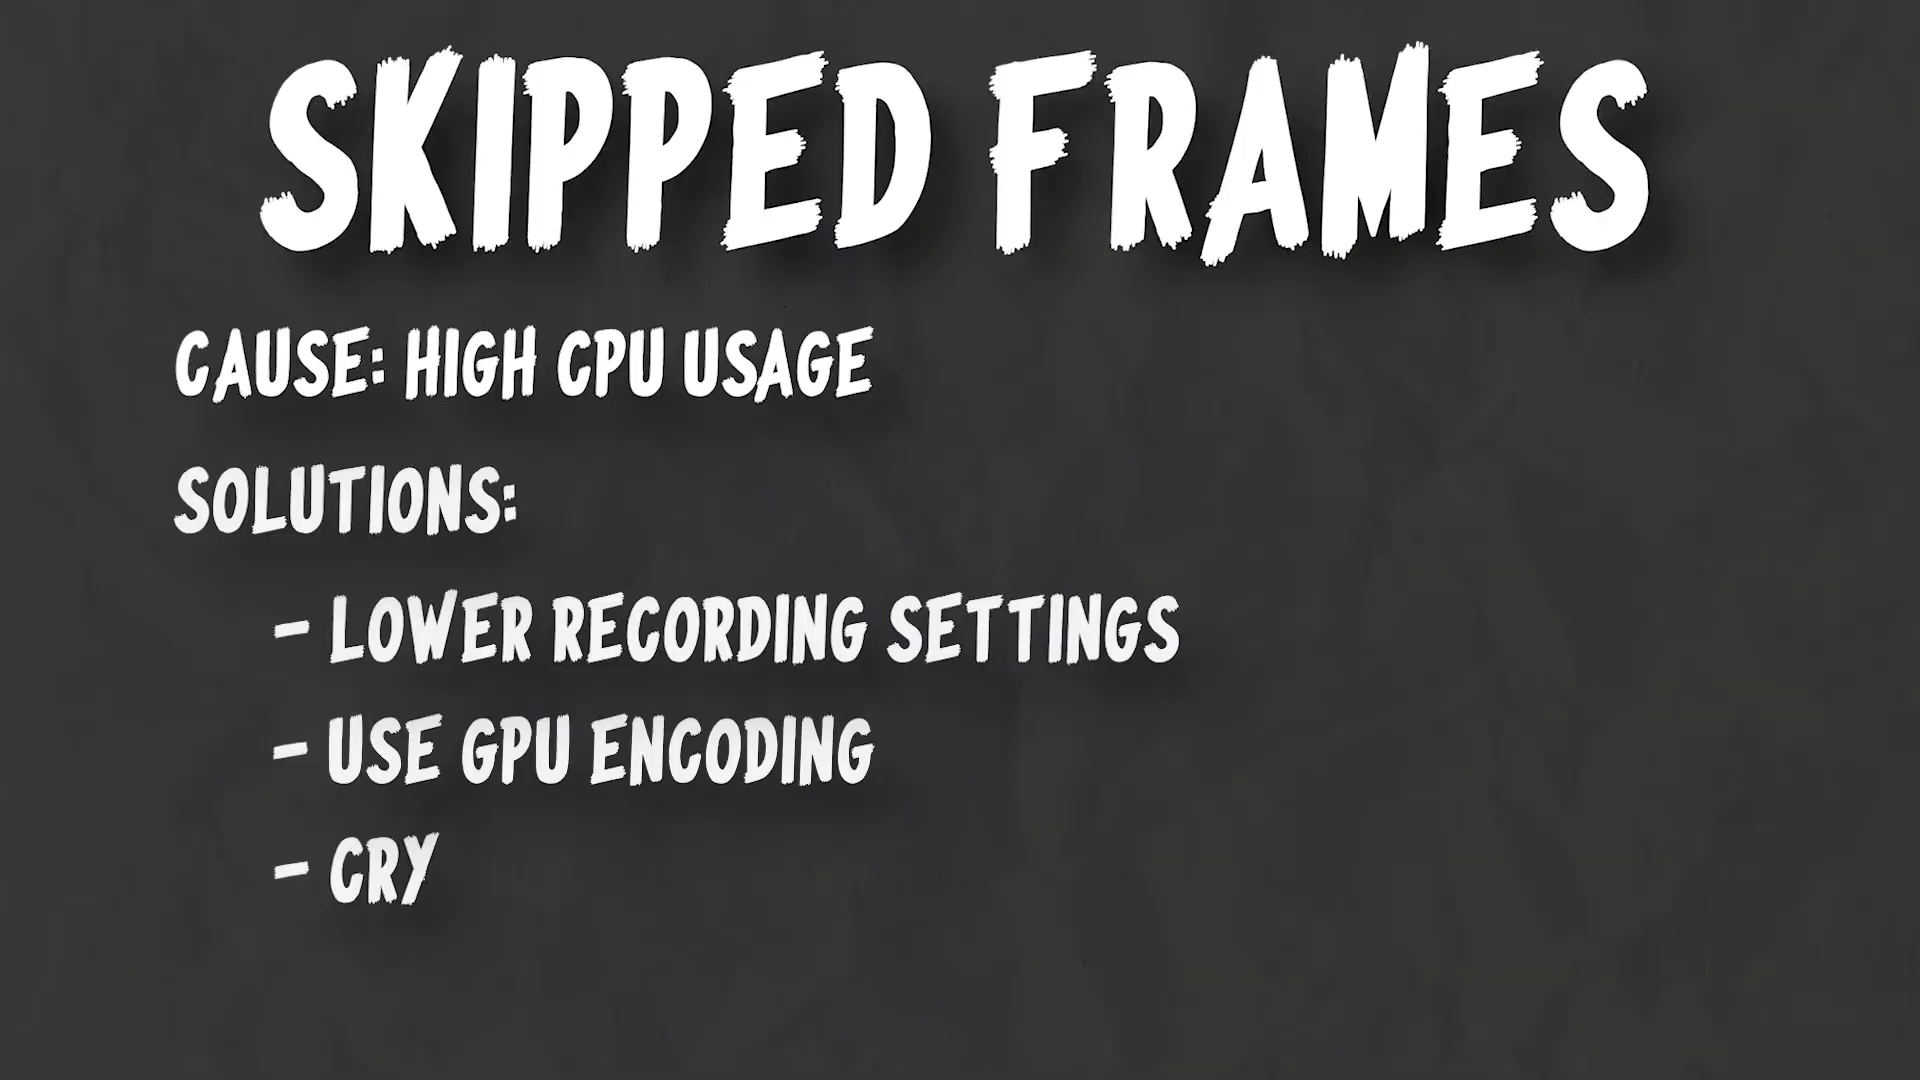 SKIPPED FRAMES
CAUSE: HIGH CPU USAGE
SOLUTIONS:
- LOWER RECORDING SETTINGS
- USE GPU ENCODING
- CRY